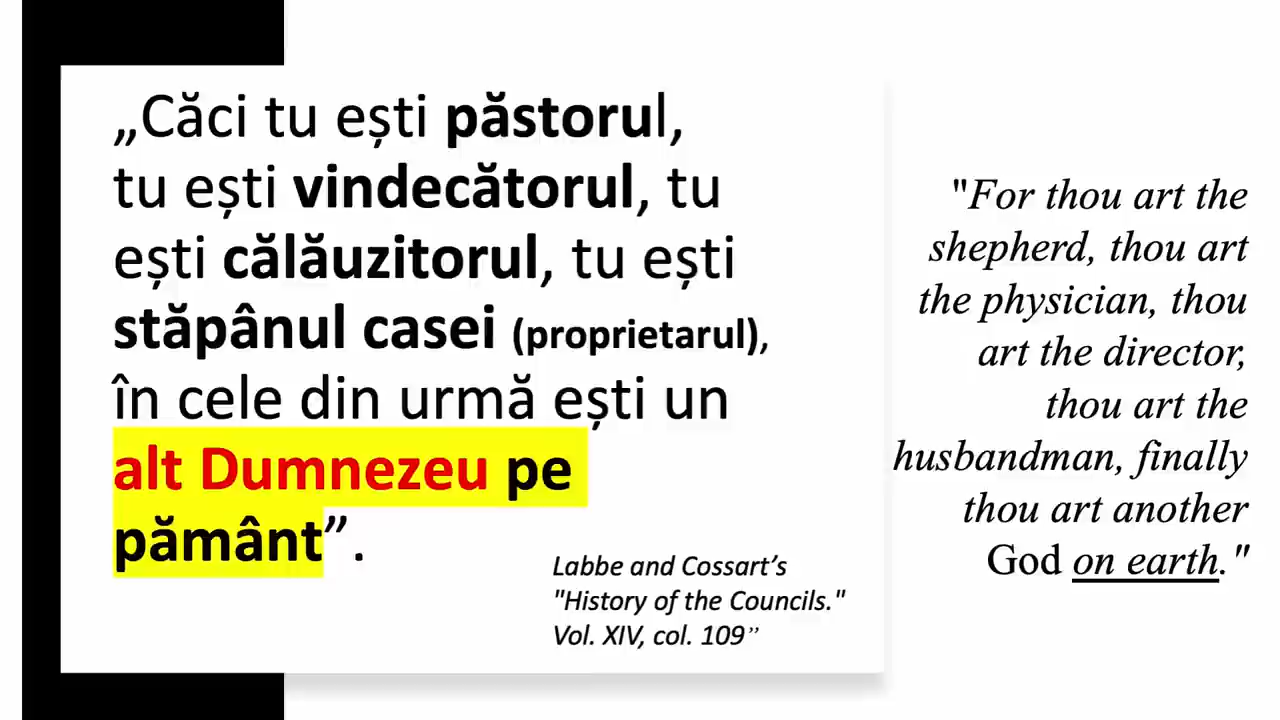 „Căci tu ești păstorul,
tu ești vindecătorul, tu
ești călăuzitorul, tu ești
stăpânul casei (proprietarul),
în cele din urmă ești un
alt Dumnezeu pe
pământ”.
Labbe and Cossart’s
"History of the Councils."
Vol. XIV, col. 109”
"For thou art the
shepherd, thou art
the physician, thou
art the director,
thou art the
husbandman, finally
thou art another
God on earth."